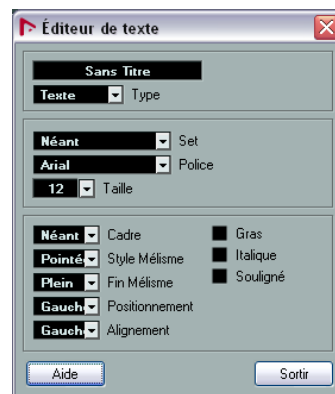 Éditeur de texte
Sans Titre
Texte Type
Néant Set
Arial Police
12 Taille
Néant Cadre Gras
Pointé Style Mélisme Italique
Plein Fin Mélisme Souligné
Gauch Positionnement
Gauch Alignement
Aide Sortir